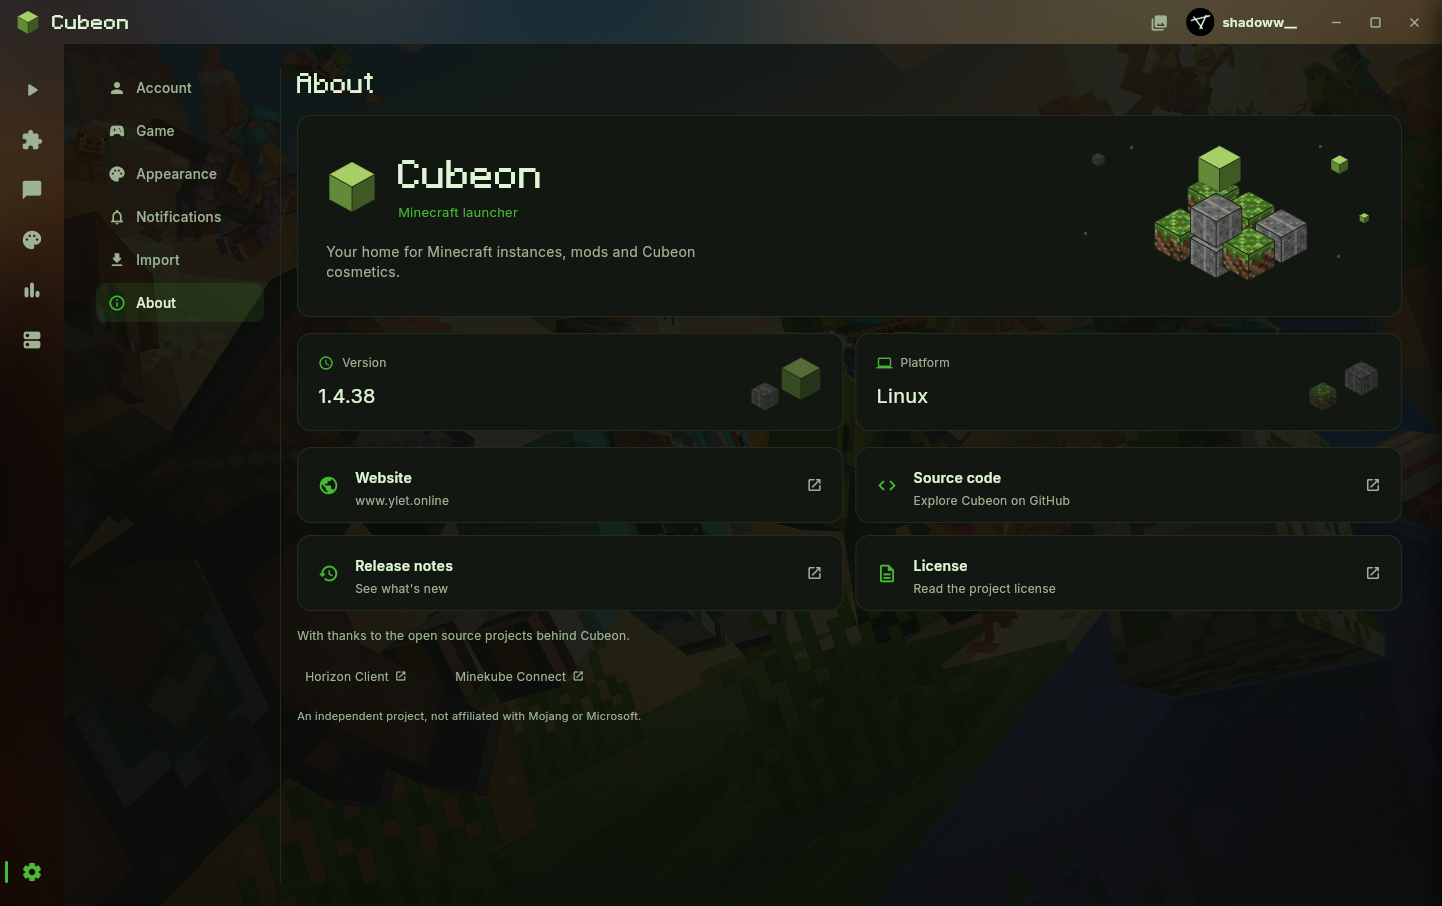 Cubeon
shadoww__
Account
Game
Appearance
Notifications
Import
About
About
Cubeon
Minecraft launcher
Your home for Minecraft instances, mods and Cubeon
cosmetics.
Version
1.4.38
Platform
Linux
Website
www.ylet.online
Source code
Explore Cubeon on GitHub
Release notes
See what's new
License
Read the project license
With thanks to the open source projects behind Cubeon.
Horizon Client
Minekube Connect
An independent project, not affiliated with Mojang or Microsoft.